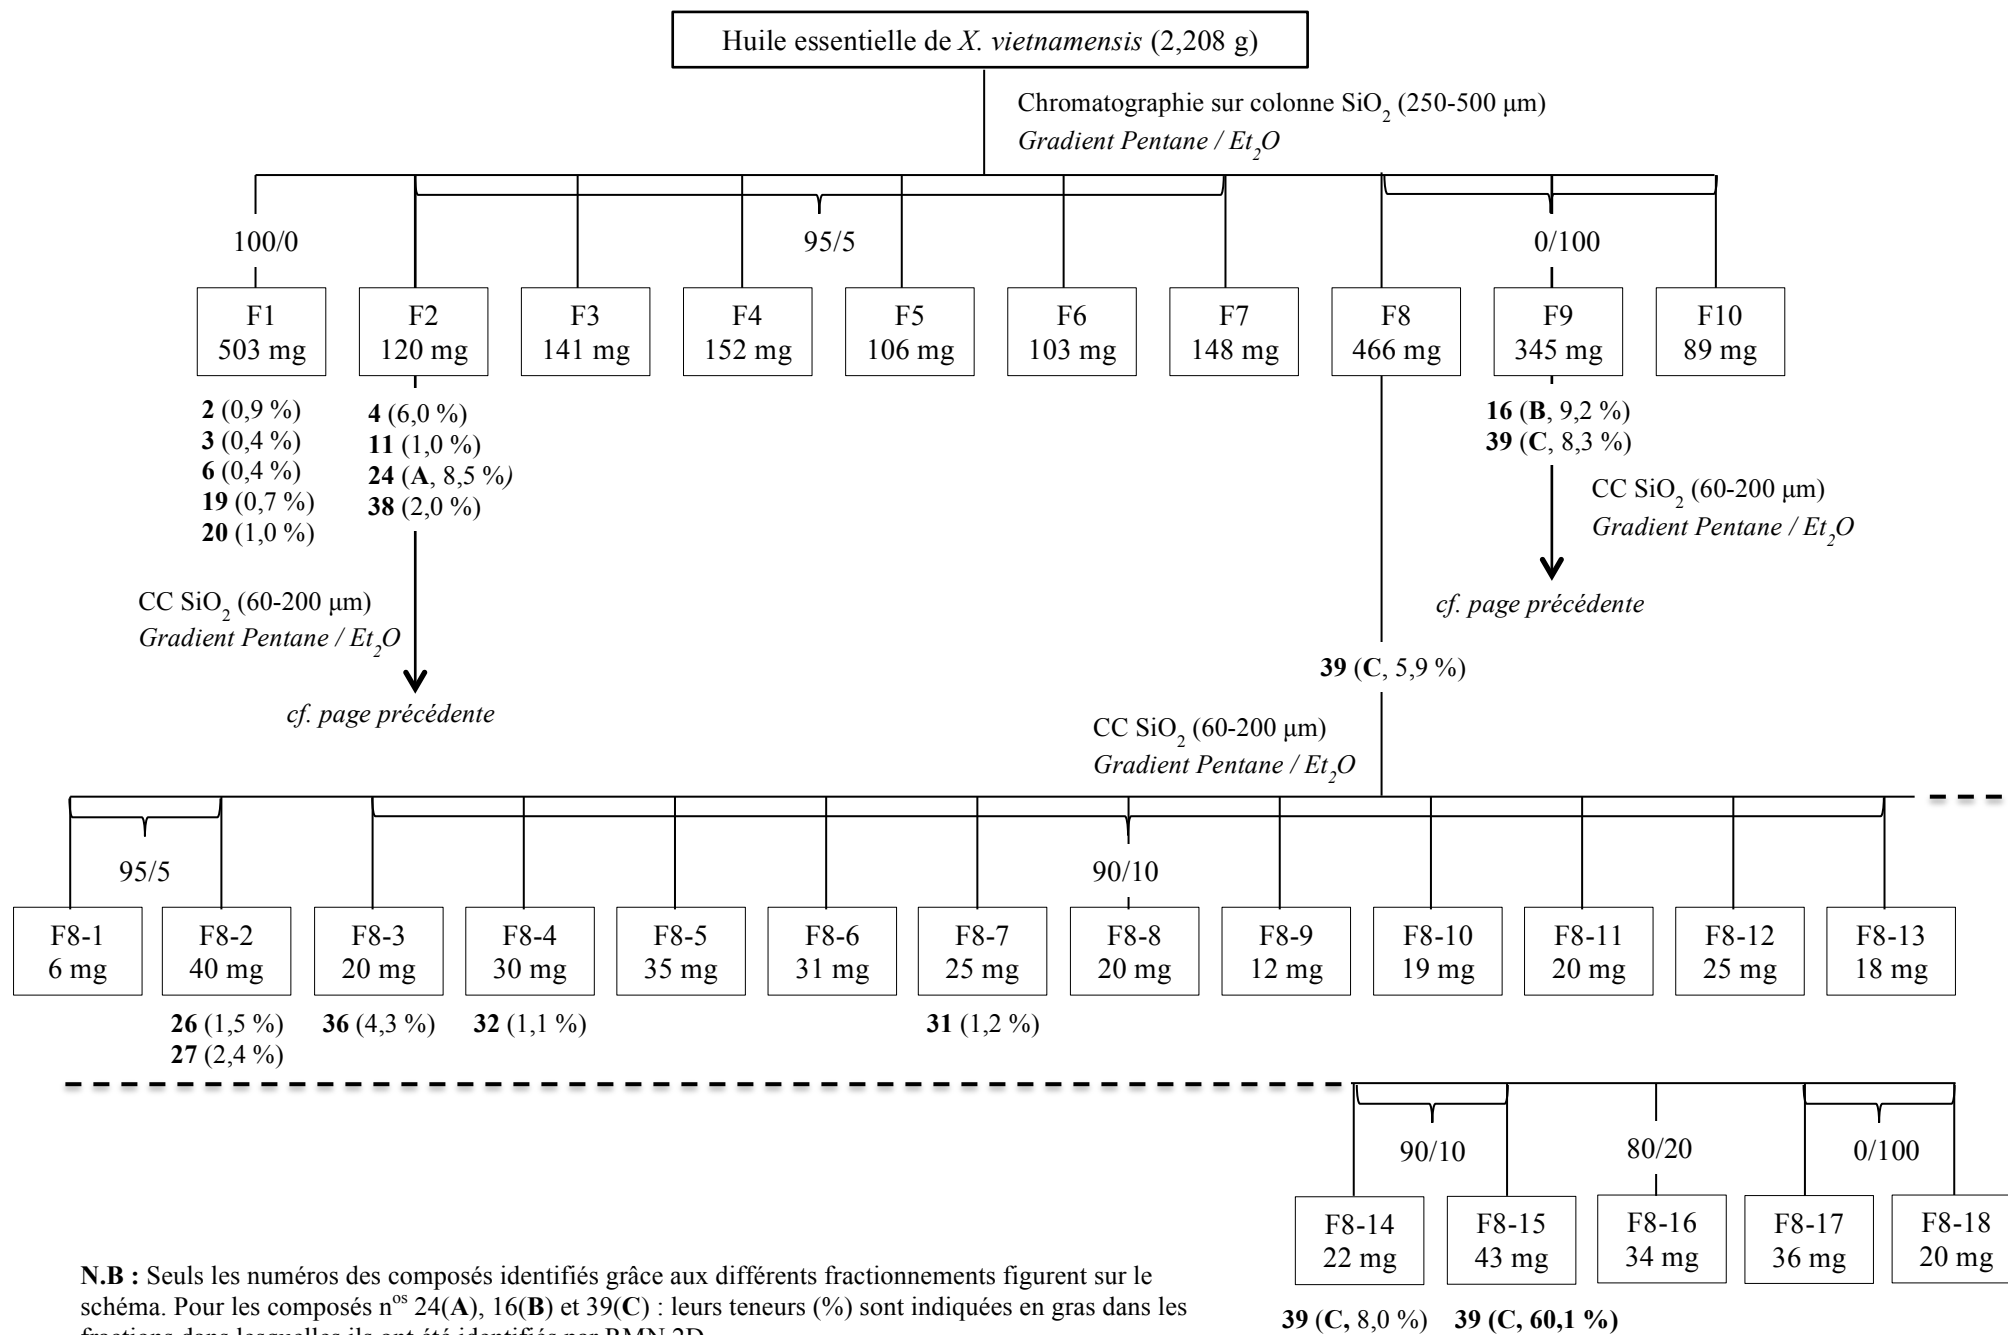 Huile essentielle de X. vietnamensis (2,208 g)
Chromatographie sur colonne SiO2 (250-500 µm)
Gradient Pentane / Et2O
100/0
95/5
0/100
F1
503 mg
F2
120 mg
F3
141 mg
F4
152 mg
F5
106 mg
F6
103 mg
F7
148 mg
F8
466 mg
F9
345 mg
F10
89 mg
2 (0,9 %)
3 (0,4 %)
6 (0,4 %)
19 (0,7 %)
20 (1,0 %)
4 (6,0 %)
11 (1,0 %)
24 (A, 8,5 %)
38 (2,0 %)
16 (B, 9,2 %)
39 (C, 8,3 %)
CC SiO2 (60-200 µm)
Gradient Pentane / Et2O
cf. page précédente
CC SiO2 (60-200 µm)
Gradient Pentane / Et2O
cf. page précédente
39 (C, 5,9 %)
CC SiO2 (60-200 µm)
Gradient Pentane / Et2O
95/5
90/10
F8-1
6 mg
F8-2
40 mg
F8-3
20 mg
F8-4
30 mg
F8-5
35 mg
F8-6
31 mg
F8-7
25 mg
F8-8
20 mg
F8-9
12 mg
F8-10
19 mg
F8-11
20 mg
F8-12
25 mg
F8-13
18 mg
26 (1,5 %)
27 (2,4 %)
36 (4,3 %)
32 (1,1 %)
31 (1,2 %)
90/10
80/20
0/100
F8-14
22 mg
F8-15
43 mg
F8-16
34 mg
F8-17
36 mg
F8-18
20 mg
39 (C, 8,0 %)
39 (C, 60,1 %)
N.B : Seuls les numéros des composés identifiés grâce aux différents fractionnements figurent sur le
schéma. Pour les composés nos 24(A), 16(B) et 39(C) : leurs teneurs (%) sont indiquées en gras dans les
fractions dans lesquelles ils ont été identifiés par RMN 2D